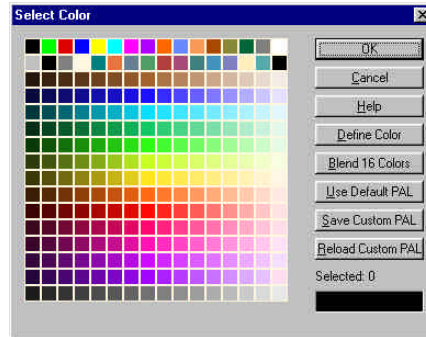 Select Color
OK
Cancel
Help
Define Color
Blend 16 Colors
Use Default PAL
Save Custom PAL
Reload Custom PAL
Selected: 0